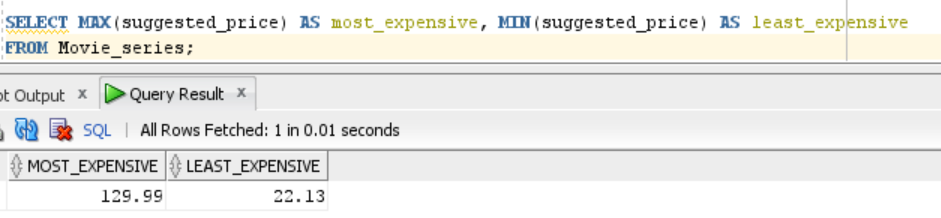 SELECT MAX(suggested_price) AS most_expensive, MIN(suggested_price) AS least_expensive
FROM Movie_series;
ot Output x Query Result x
SQL | All Rows Fetched: 1 in 0.01 seconds
MOST_EXPENSIVE LEAST_EXPENSIVE
129.99 22.13